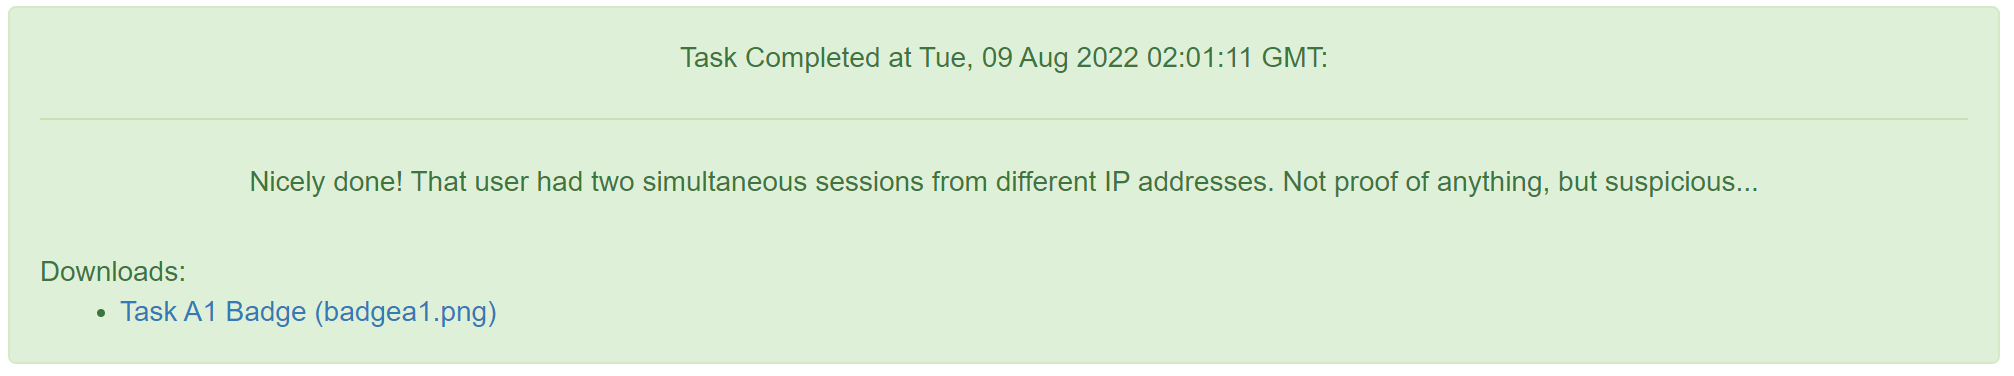 Task Completed at Tue, 09 Aug 2022 02:01:11 GMT:
Nicely done! That user had two simultaneous sessions from different IP addresses. Not proof of anything, but suspicious...
Downloads:
• Task A1 Badge (badgea1.png)